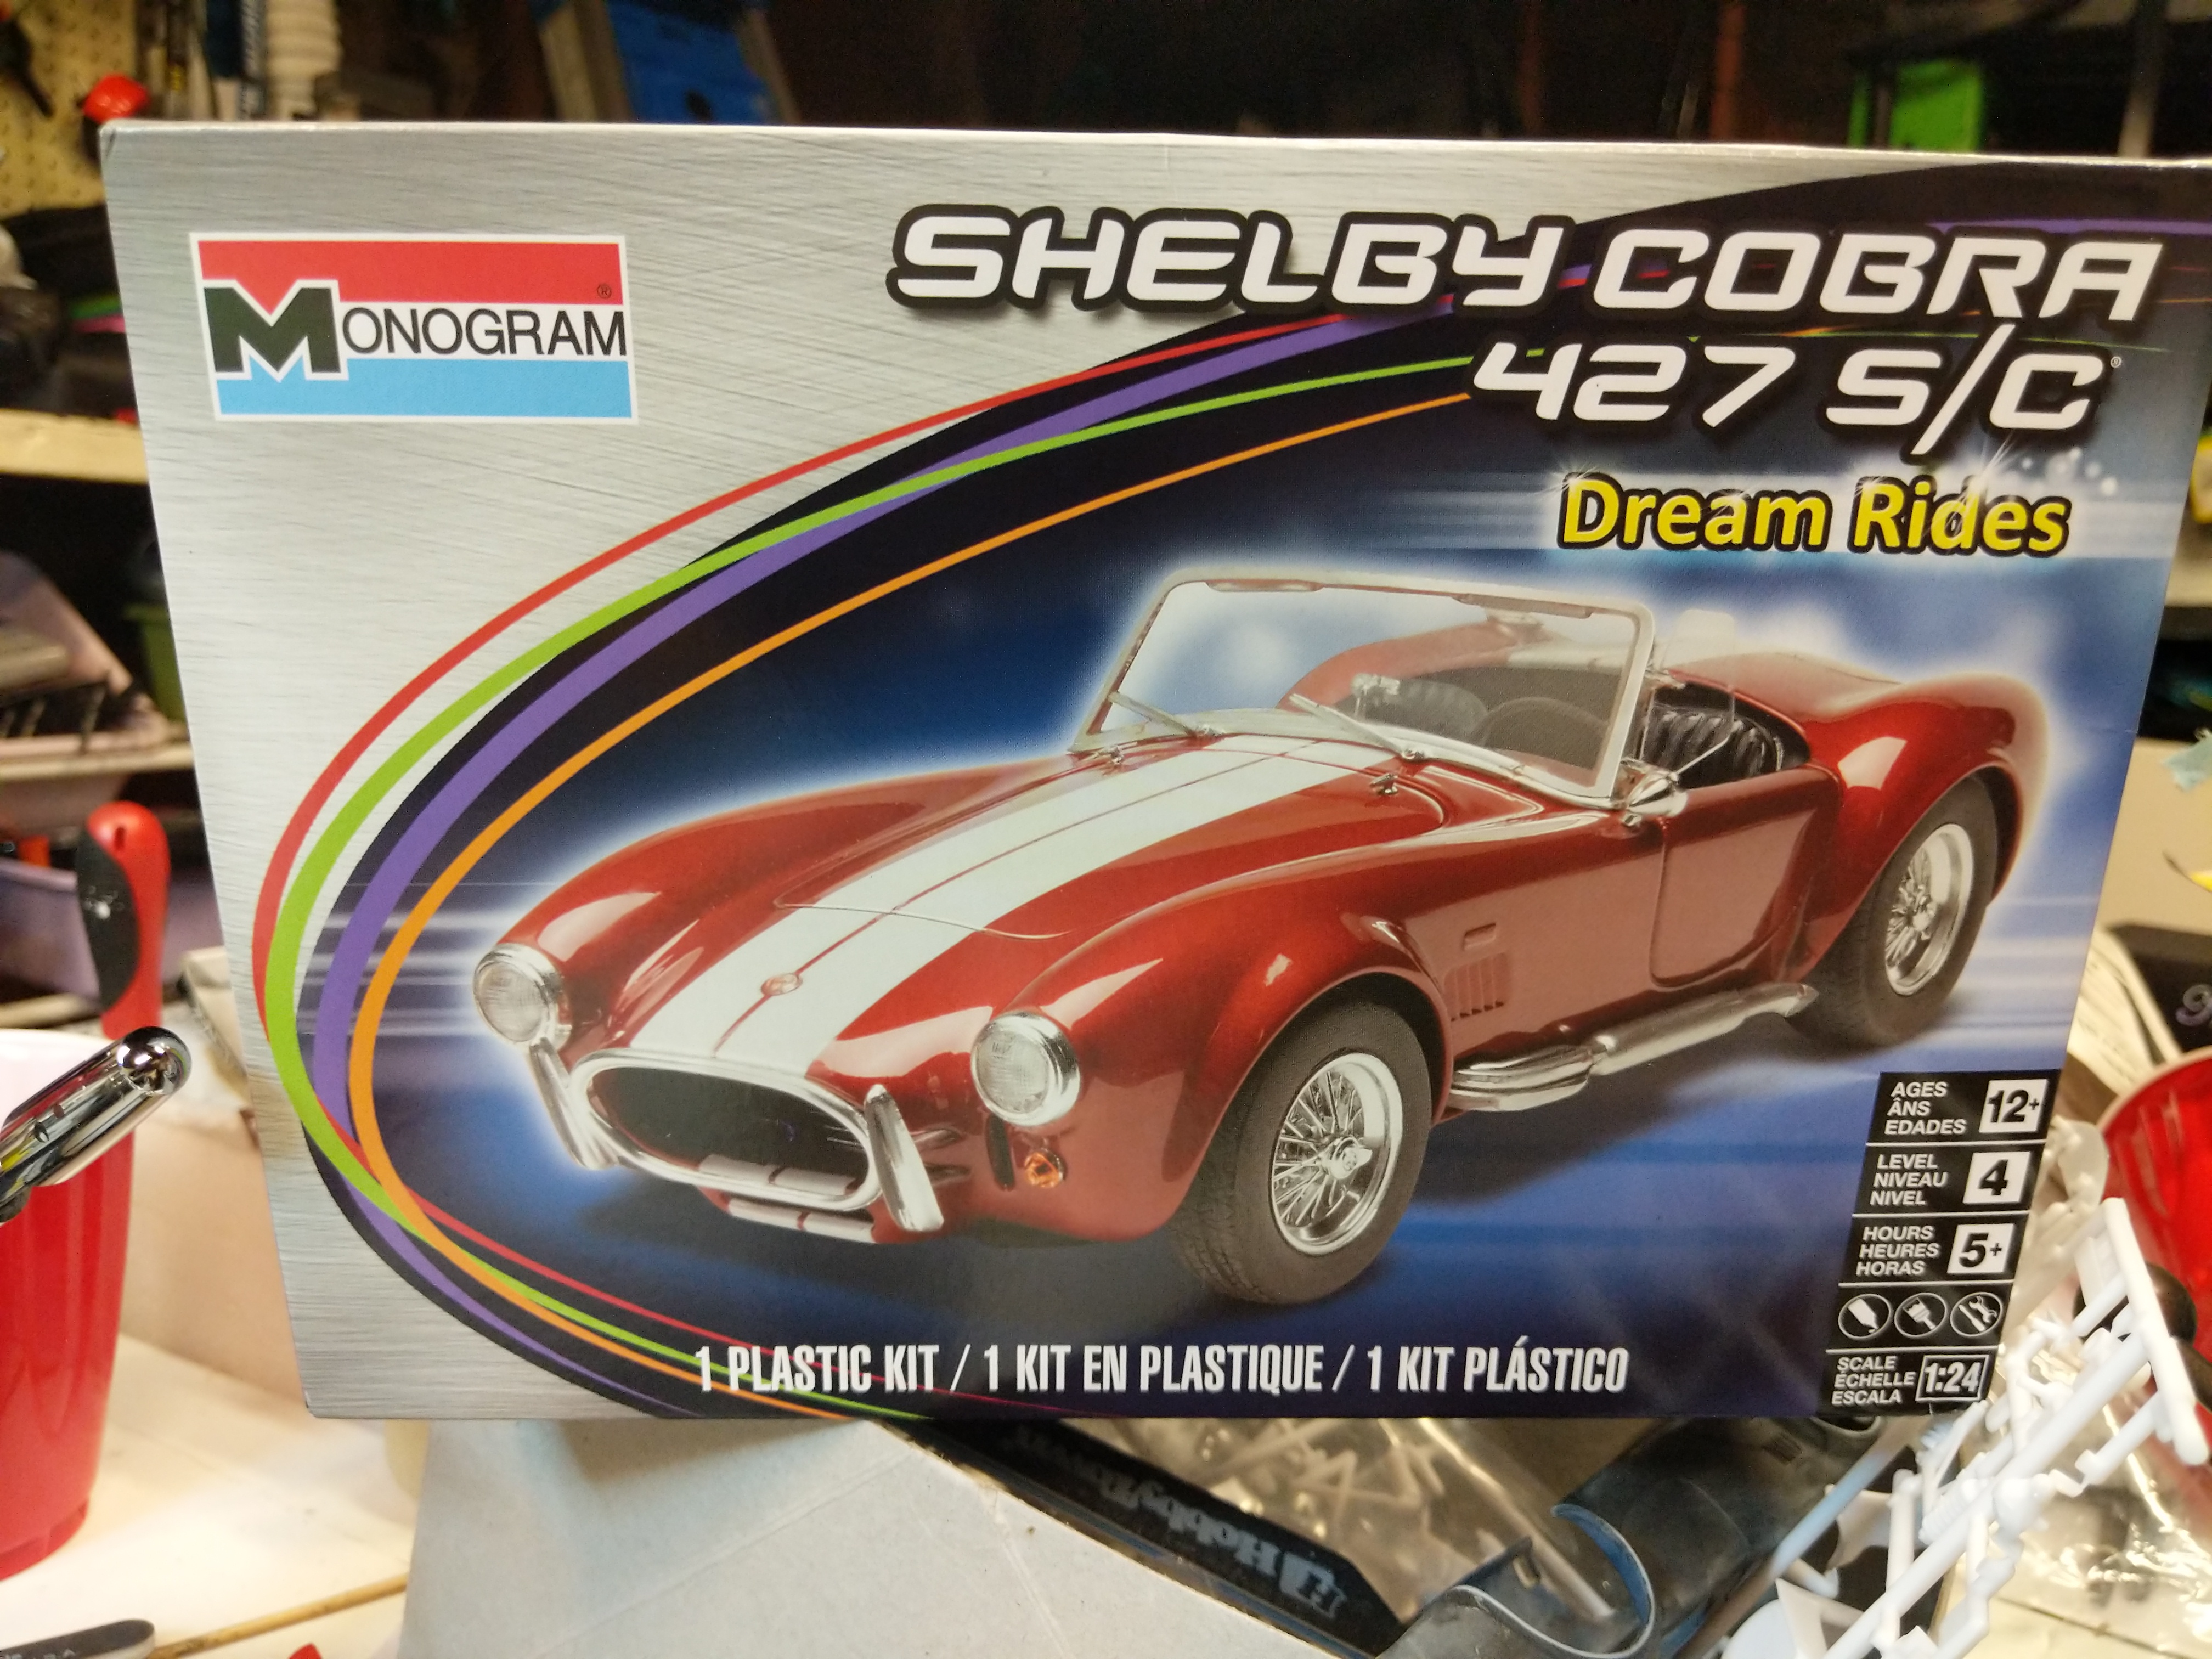 MONOGRAM®
SHELBY COBRA
427 S/C®
Dream Rides
AGES
ÂNS
EDADES
12+
LEVEL
NIVEAU
NIVEL
4
HOURS
HEURES
HORAS
5+
1 PLASTIC KIT / 1 KIT EN PLASTIQUE / 1 KIT PLÁSTICO
SCALE
ÉCHELLE
ESCALA
1:24
HobbyTown